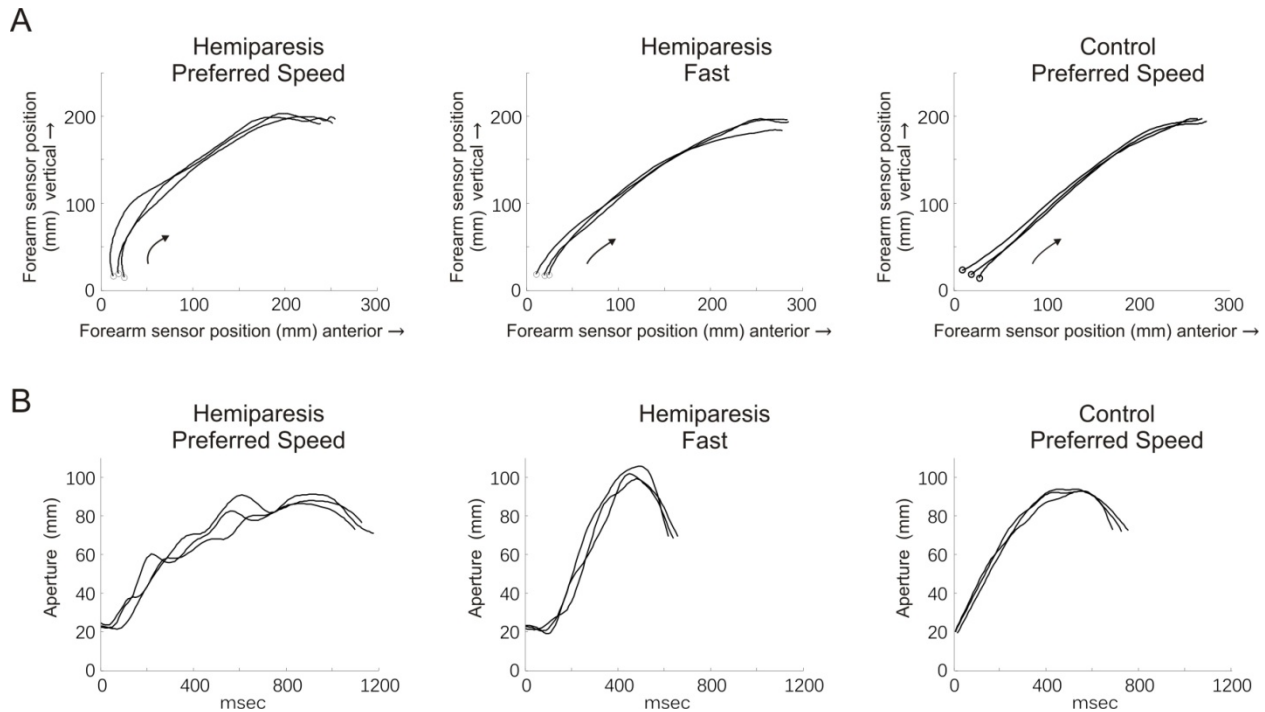 A
Hemiparesis
Preferred Speed
Hemiparesis
Fast
Control
Preferred Speed
Forearm sensor position
(mm) vertical →
200
100
0
0
100
200
300
Forearm sensor position (mm) anterior →
Forearm sensor position
(mm) vertical →
200
100
0
0
100
200
300
Forearm sensor position (mm) anterior →
Forearm sensor position
(mm) vertical →
200
100
0
0
100
200
300
Forearm sensor position (mm) anterior →
B
Hemiparesis
Preferred Speed
Hemiparesis
Fast
Control
Preferred Speed
Aperture (mm)
100
80
60
40
20
0
0
400
800
1200
msec
Aperture (mm)
100
80
60
40
20
0
0
400
800
1200
msec
Aperture (mm)
100
80
60
40
20
0
0
400
800
1200
msec